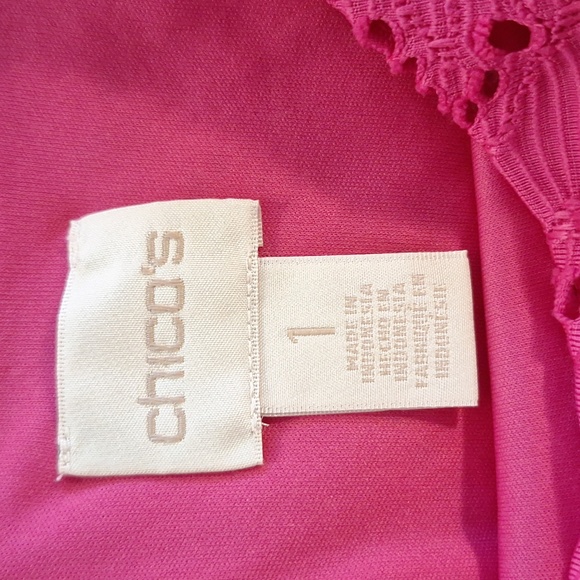 chico's
1
MADE IN
INDONESIA
HECHO EN
INDONESIA
FABRIQUÉ EN
INDONESIE